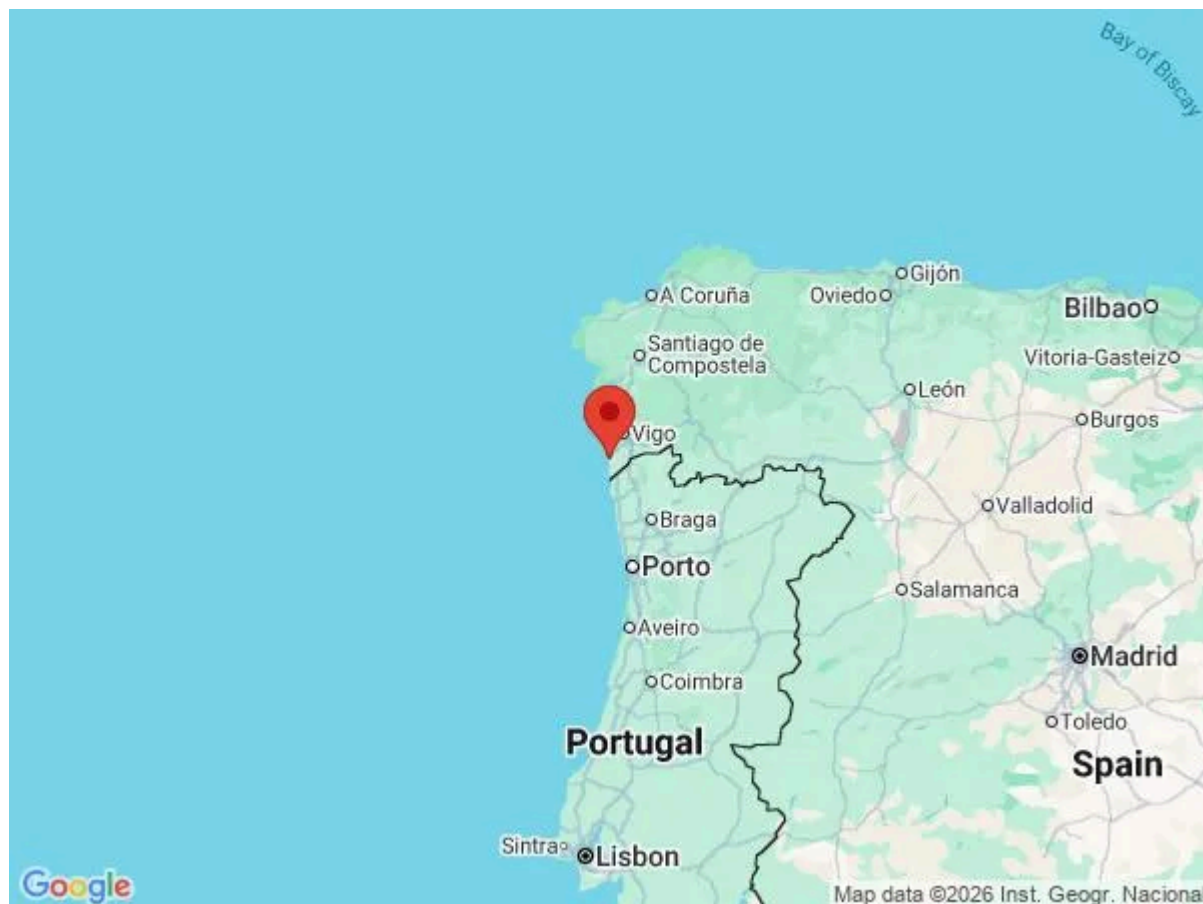 Bay of Biscay
Gijón
A Coruña
Oviedo
Bilbao
Santiago de
Compostela
Vitoria-Gasteiz
León
Burgos
Vigo
Valladolid
Braga
Porto
Salamanca
Aveiro
Madrid
Coimbra
Toledo
Portugal
Spain
Sintra
Lisbon
Google
Map data ©2026 Inst. Geogr. Nacional